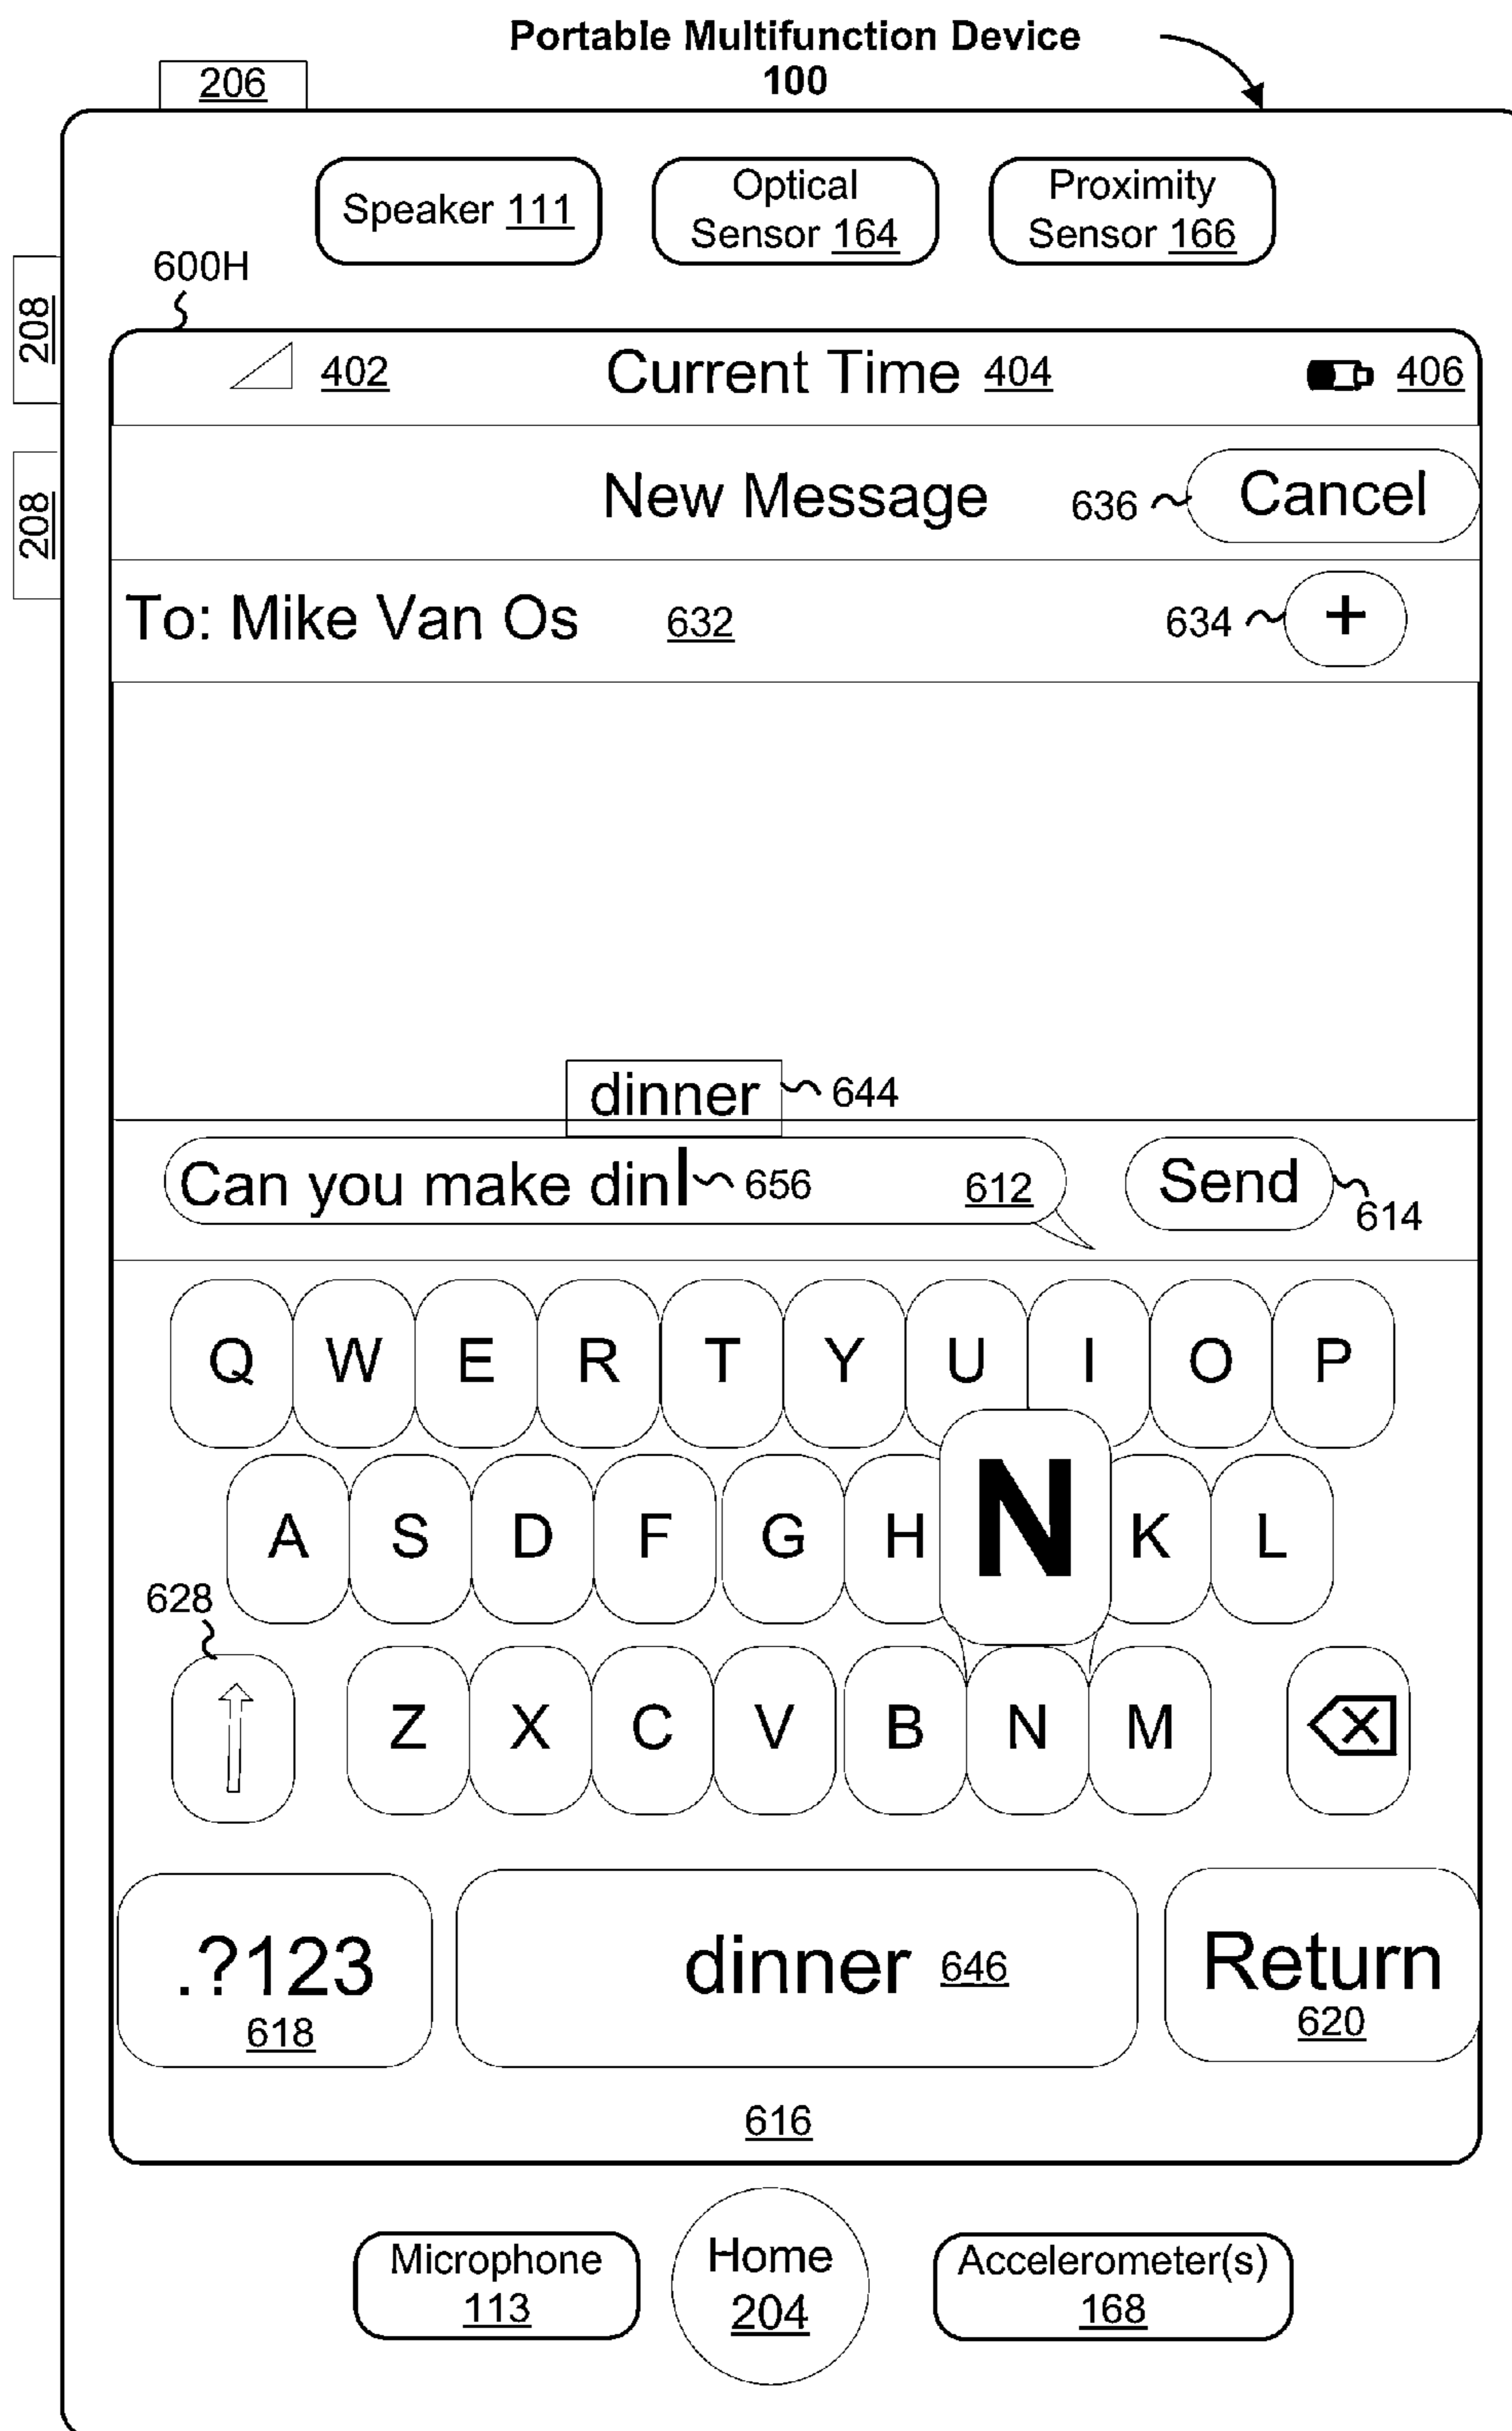 Portable Multifunction Device
100
206
Speaker 111
Optical
Sensor 164
Proximity
Sensor 166
600H
208
208
402 Current Time 404 406
New Message 636 Cancel
To: Mike Van Os 632 634 +
dinner 644
Can you make din 656 612 Send 614
Q W E R T Y U I O P
A S D F G H N K L
628
Z X C V B N M
.?123 618
dinner 646
Return 620
616
Microphone
113
Home
204
Accelerometer(s)
168